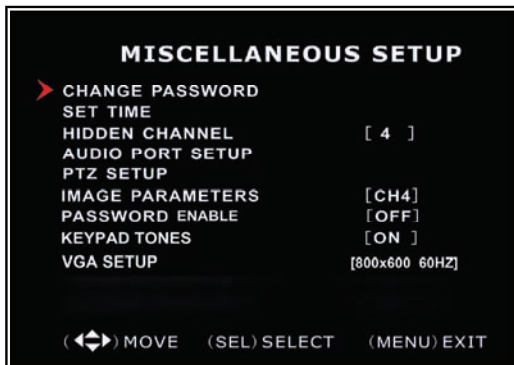 MISCELLANEOUS SETUP
CHANGE PASSWORD
SET TIME
HIDDEN CHANNEL [ 4 ]
AUDIO PORT SETUP
PTZ SETUP
IMAGE PARAMETERS [CH4]
PASSWORD ENABLE [OFF]
KEYPAD TONES [ON ]
VGA SETUP [800x600 60HZ]
( ) MOVE (SEL) SELECT (MENU) EXIT